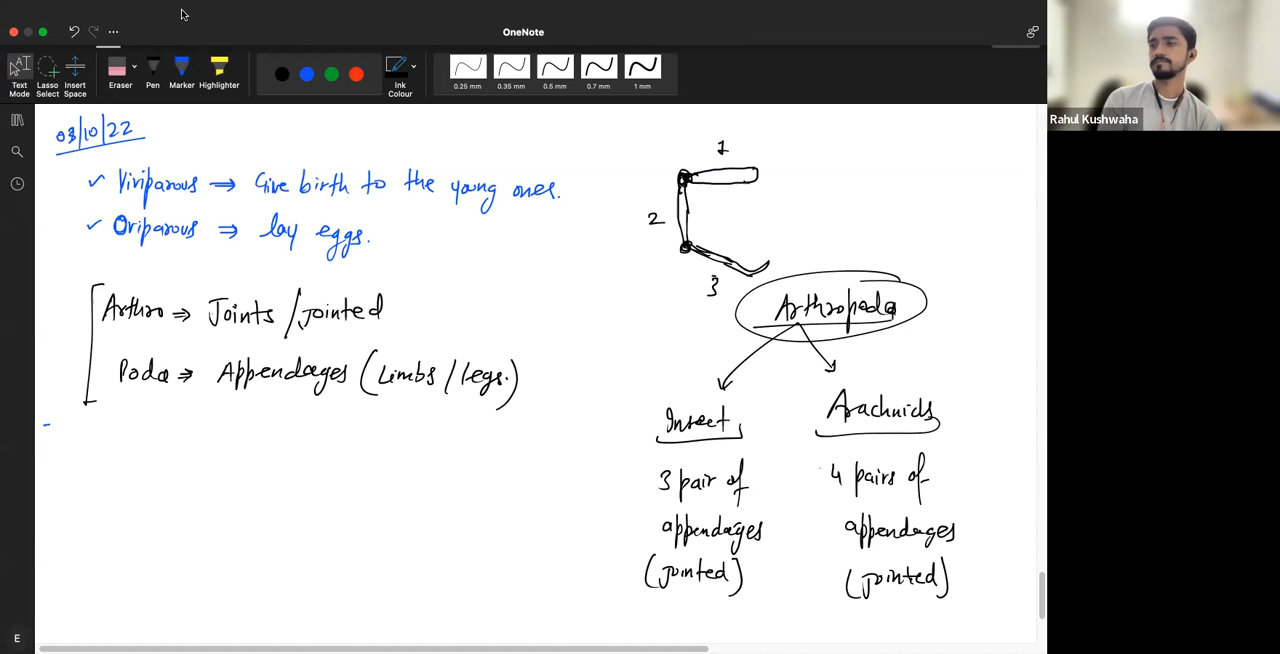 OneNote
Text Mode
Lasso Select
Insert Space
Eraser
Pen
Marker
Highlighter
Ink Colour
0.25 mm
0.35 mm
0.5 mm
0.7 mm
1 mm
Rahul Kushwaha
03/10/22
✓ Viviparous ⇒ Give birth to the young ones.
✓ Oviparous ⇒ lay eggs.
Arthro ⇒ Joints/Jointed
Poda ⇒ Appendages (Limbs/legs.)
1
2
3
Arthropoda
Insect
3 pair of
appendages
(jointed)
Arachnids
4 pairs of
appendages
(jointed)
E